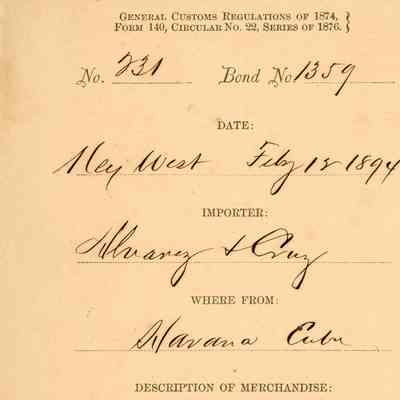 GENERAL CUSTOMS REGULATIONS OF 1874,
FORM 140, CIRCULAR NO. 22, SERIES OF 1876.
No. 231 Bond No 1359
DATE:
Key West Feby 12 1894
IMPORTER:
Alvarez & Cruz
WHERE FROM:
Havana Cuba
DESCRIPTION OF MERCHANDISE: